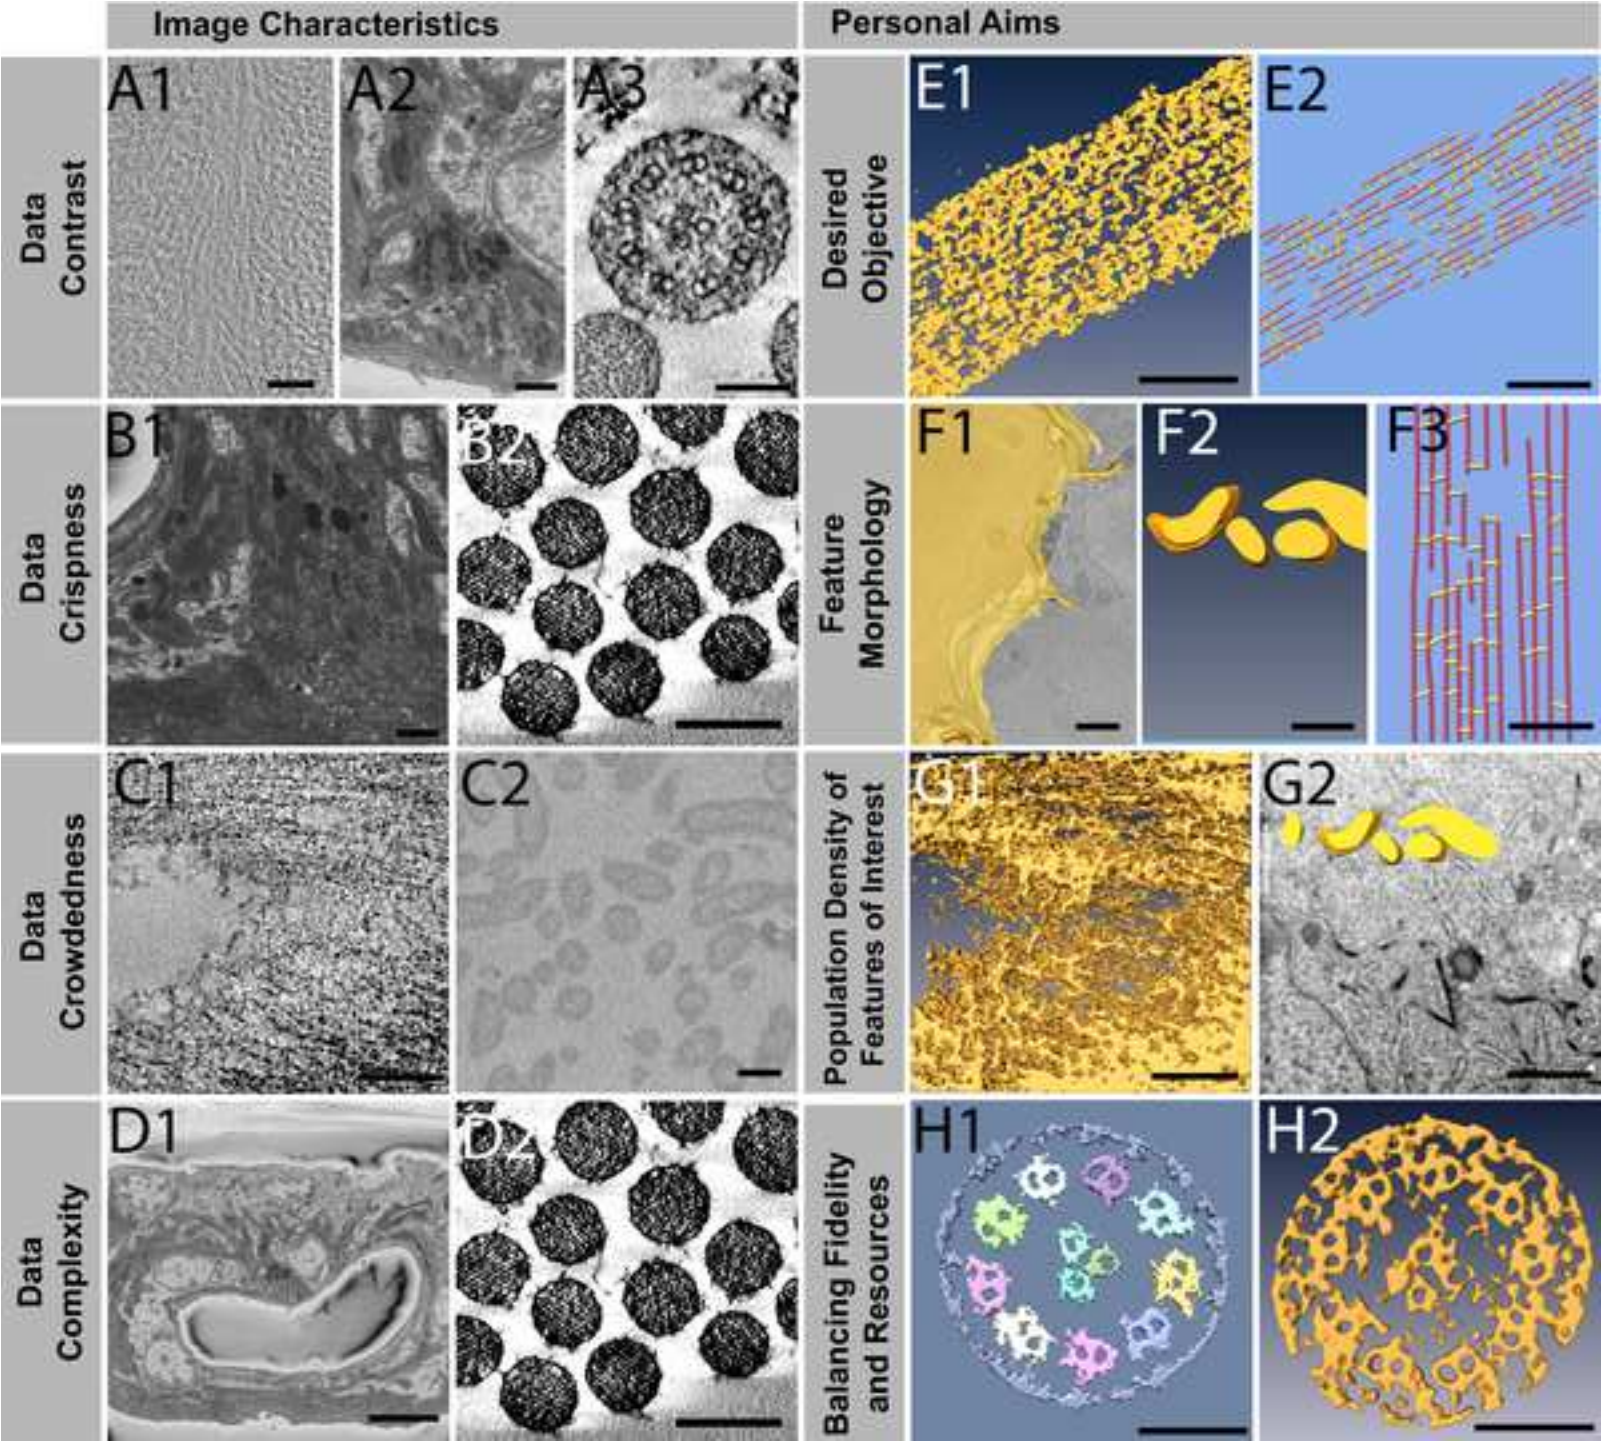 Image Characteristics
Personal Aims
Data
Contrast
A1
A2
A3
Desired
Objective
E1
E2
Data
Crispness
B1
B2
Feature
Morphology
F1
F2
F3
Data
Crowdedness
C1
C2
Population Density of
Features of Interest
G1
G2
Data
Complexity
D1
D2
Balancing Fidelity
and Resources
H1
H2